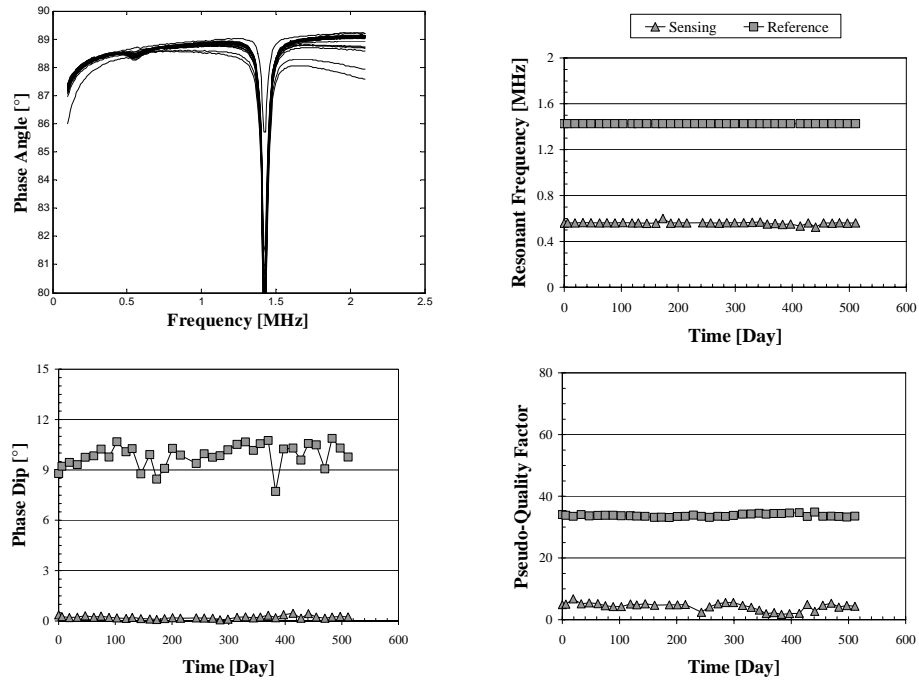 90
89
88
87
86
85
84
83
82
81
80
0
0.5
1
1.5
2
2.5
Phase Angle [°]
Frequency [MHz]
Sensing
Reference
2
1.6
1.2
0.8
0.4
0
0 100 200 300 400 500 600
Resonant Frequency [MHz]
Time [Day]
15
12
9
6
3
0
0 100 200 300 400 500 600
Phase Dip [°]
Time [Day]
80
60
40
20
0
0 100 200 300 400 500 600
Pseudo-Quality Factor
Time [Day]